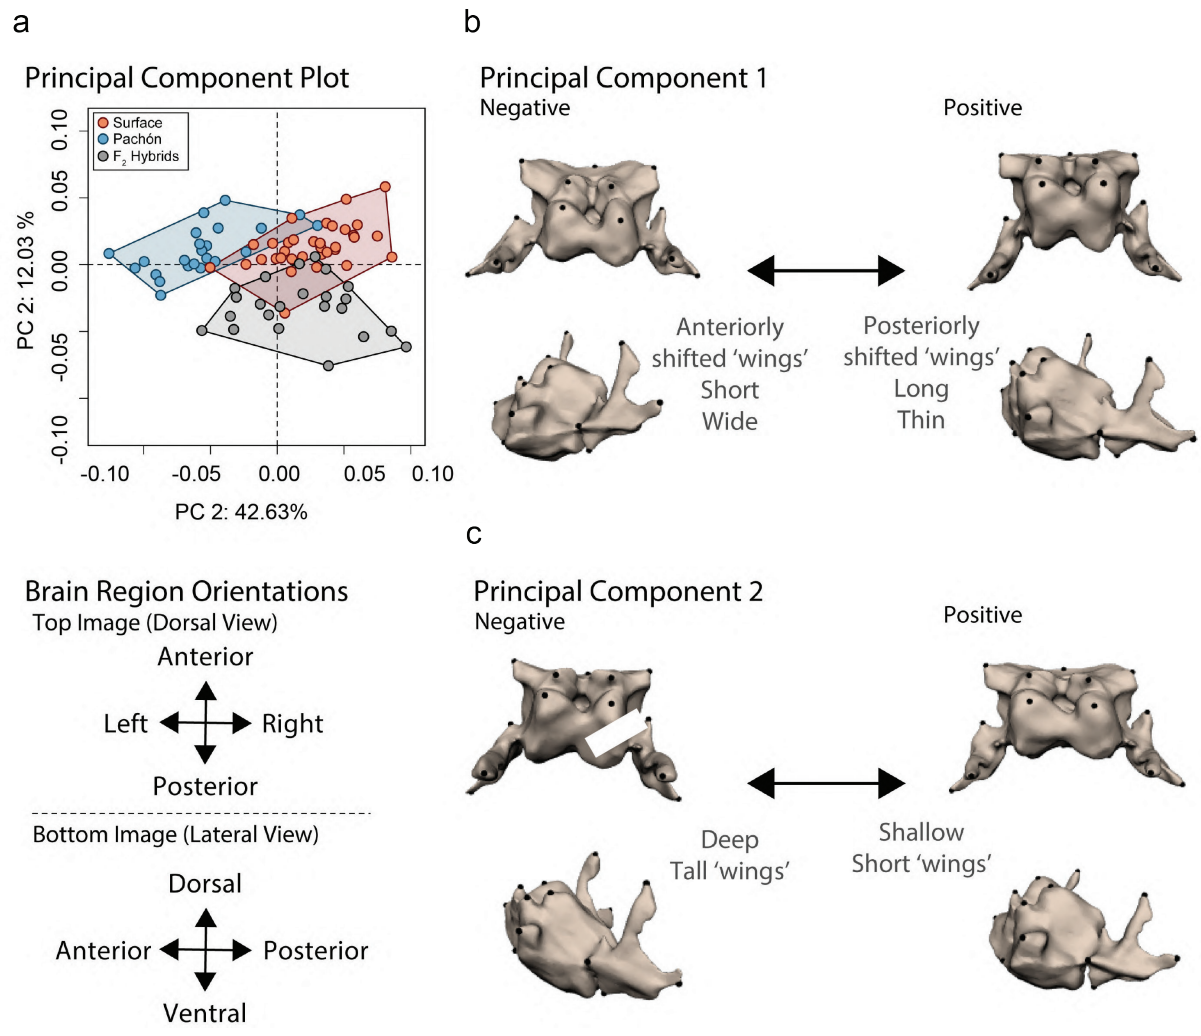 a
Principal Component Plot
Surface
Pachón
F2 Hybrids
0.10
0.05
0.00
-0.05
-0.10
PC 2: 12.03 %
-0.10
-0.05
0.00
0.05
0.10
PC 2: 42.63%
Brain Region Orientations
Top Image (Dorsal View)
Anterior
Left
Right
Posterior
Bottom Image (Lateral View)
Dorsal
Anterior
Posterior
Ventral
b
Principal Component 1
Negative
Positive
Anteriorly
shifted ‘wings’
Short
Wide
Posteriorly
shifted ‘wings’
Long
Thin
c
Principal Component 2
Negative
Positive
Deep
Tall ‘wings’
Shallow
Short ‘wings’